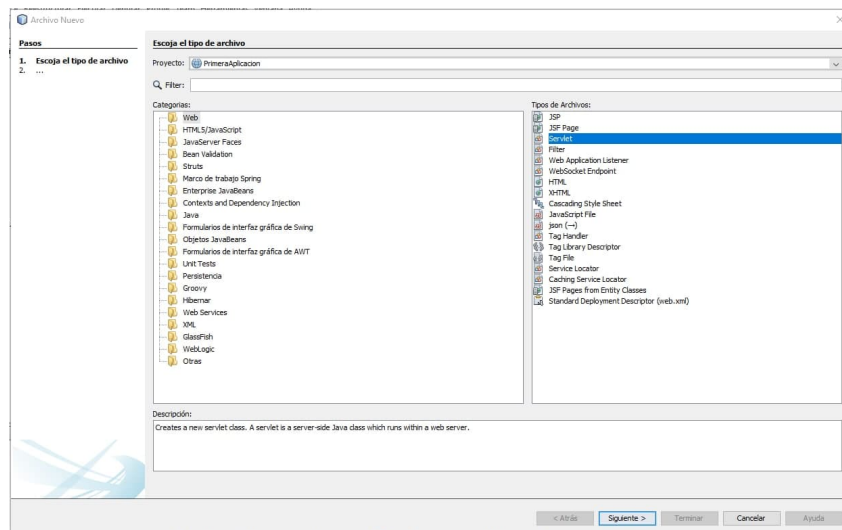 Archivo Nuevo
Pasos
1. Escoja el tipo de archivo
2. ...
Escoja el tipo de archivo
Proyecto: PrimeraAplicacion
Filter:
Categorias:
Web
HTML5/JavaScript
JavaServer Faces
Bean Validation
Struts
Marco de trabajo Spring
Enterprise JavaBeans
Contexts and Dependency Injection
Java
Formularios de interfaz gráfica de Swing
Objetos JavaBeans
Formularios de interfaz gráfica de AWT
Unit Tests
Persistencia
Groovy
Hibernar
Web Services
XML
GlassFish
WebLogic
Otras
Tipos de Archivos:
JSP
JSF Page
Servlet
Filter
Web Application Listener
WebSocket Endpoint
HTML
XHTML
Cascading Style Sheet
JavaScript File
json (→)
Tag Handler
Tag Library Descriptor
Tag File
Service Locator
Caching Service Locator
JSF Pages from Entity Classes
Standard Deployment Descriptor (web.xml)
Descripción:
Creates a new servlet class. A servlet is a server-side Java class which runs within a web server.
< Atrás
Siguiente >
Terminar
Cancelar
Ayuda